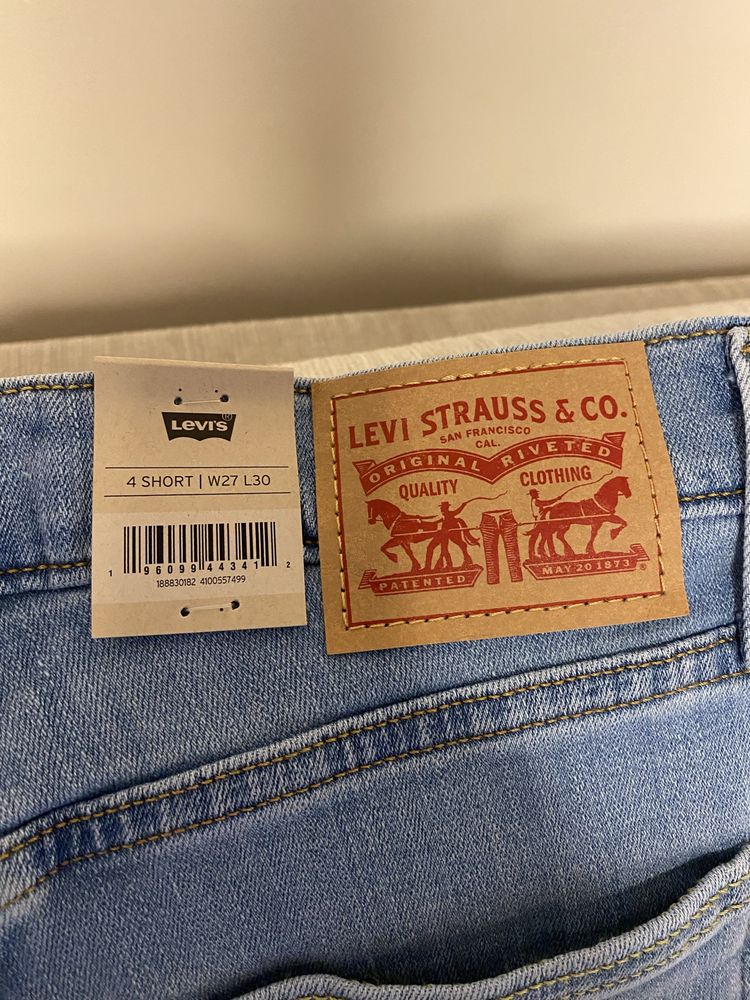 LEVI'S®
4 SHORT | W27 L30
1 96099 44341 2
188830182 4100557499
LEVI STRAUSS & CO.
SAN FRANCISCO
CAL.
ORIGINAL RIVETED
QUALITY CLOTHING
PATENTED MAY 20 1873 ®